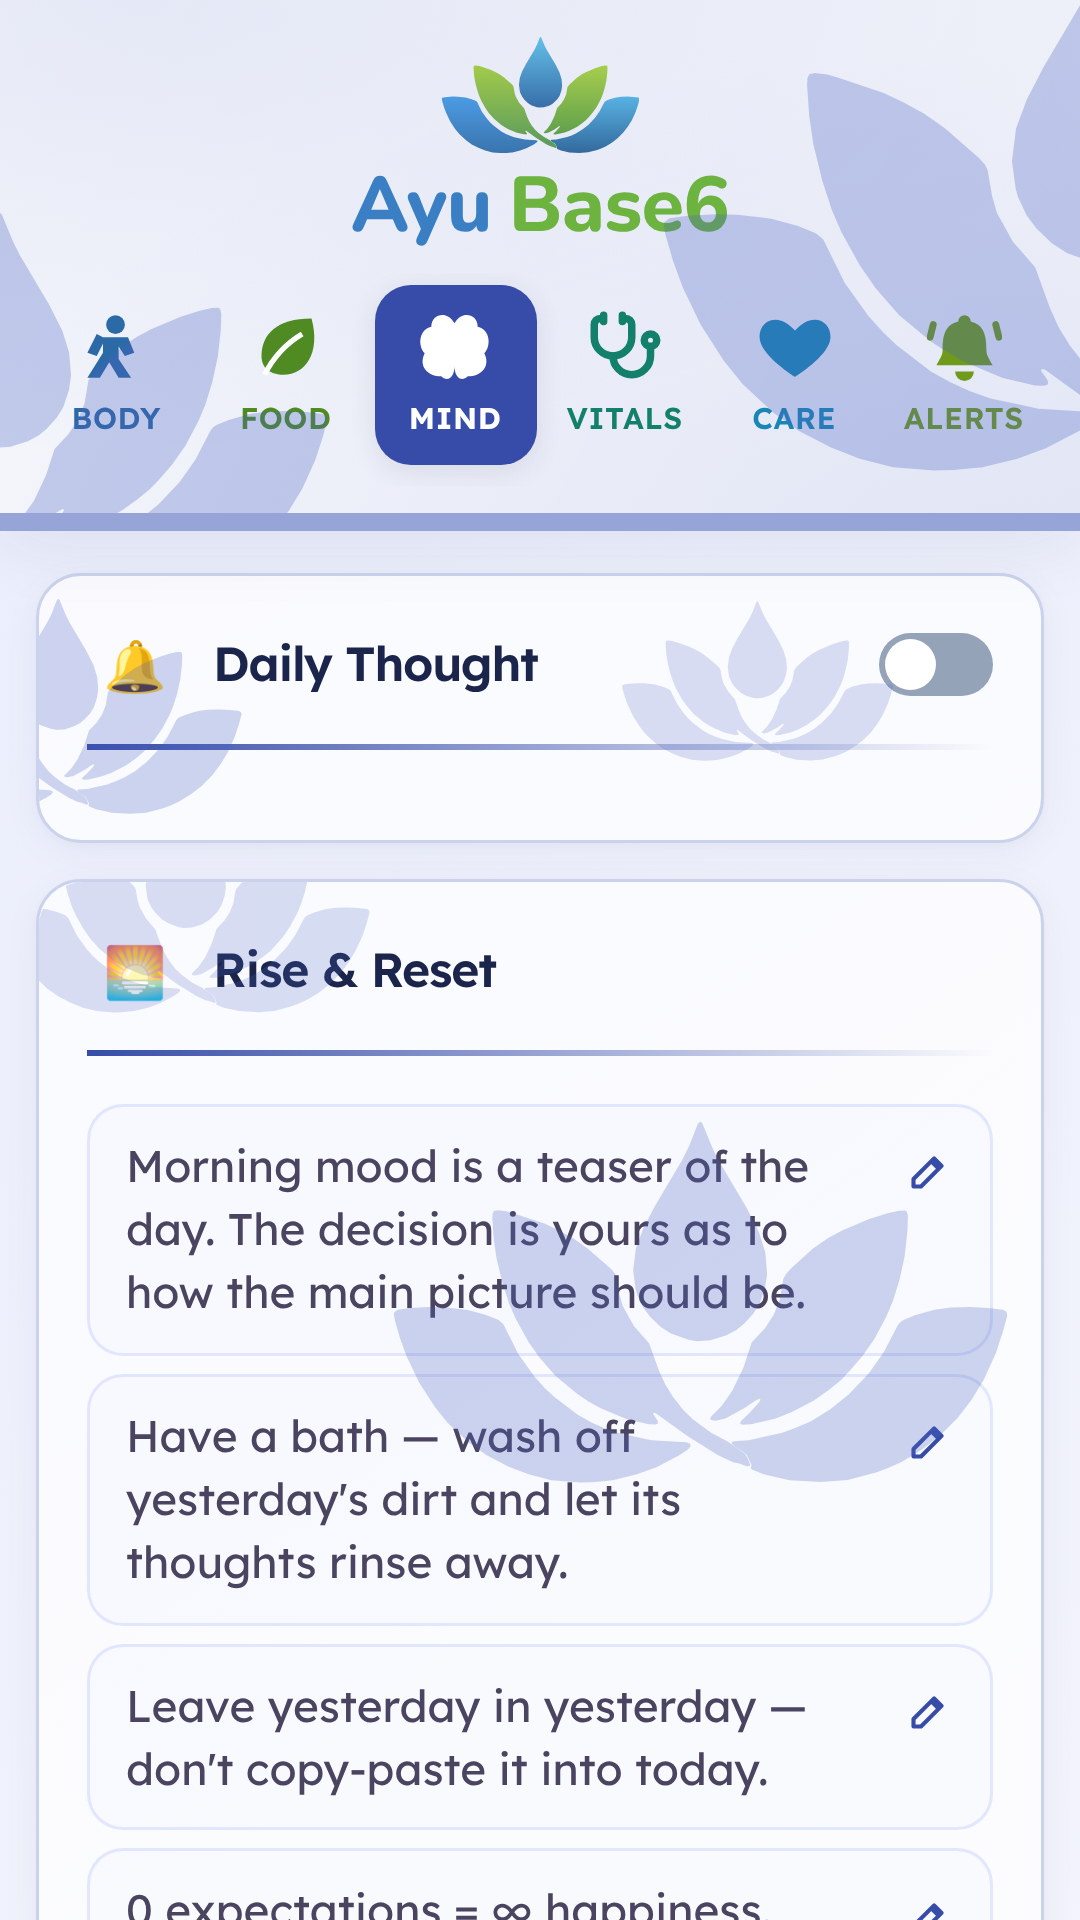 Ayu Base6
BODY FOOD MIND VITALS CARE ALERTS
Daily Thought
Rise & Reset
Morning mood is a teaser of the
day. The decision is yours as to
how the main picture should be.
Have a bath — wash off
yesterday's dirt and let its
thoughts rinse away.
Leave yesterday in yesterday —
don't copy-paste it into today.
0 expectations = ∞ happiness.